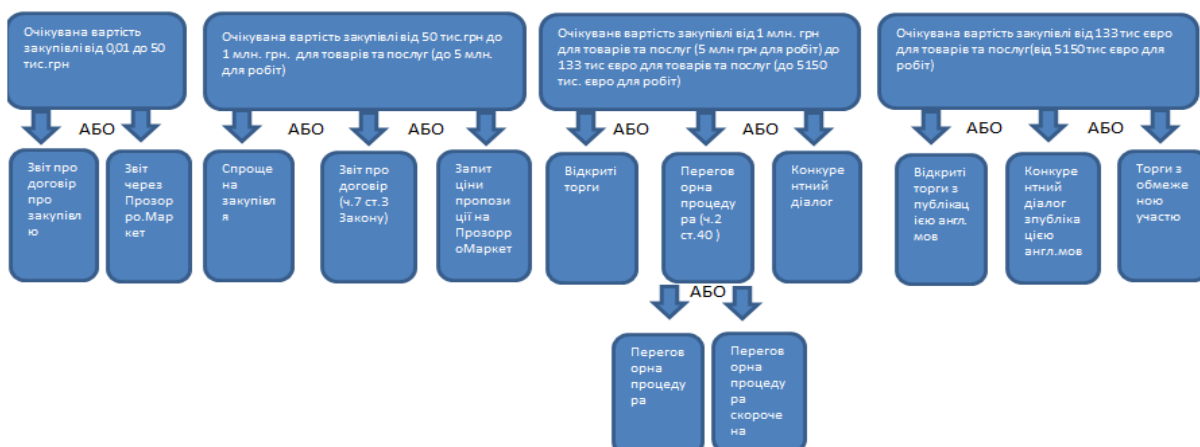 Очікувана вартість
закупівлі від 0,01 до 50
тис.грн
Очікувана вартість закупівлі від 50 тис.грн до
1 млн. грн. для товарів та послуг (до 5 млн.
для робіт)
Очікуванв вартість закупівлі від 1 млн. грн
для товарів та послуг (5 млн грн для робіт) до
133 тис евро для товарів та послуг (до 5150
тис. евро для робіт)
Очікувана вартість закупівлі від 133 тис евро
для товарів та послуг(від 5150 тис евро для
робіт)
АБО
АБО
АБО
АБО
АБО
АБО
АБО
Звіт про
договір
про
закупівл
ю
Звіт
через
Прозор
ро.Мар
кет
Спроще
на
закупівл
я
Звіт про
договір
(ч.7 ст.3
Закону)
Запит
ціни
пропози
ції на
Прозорр
оМаркет
Відкриті
торги
Перегов
орна
процеду
ра (ч.2
ст.40 )
Конкуре
нтний
діалог
Відкриті
торги з
публікац
ією англ.
мов
Конкуре
нтний
діалог
зпубліка
цією
англ.мов
Торги з
обмеже
ною
участю
АБО
Перегов
орна
процеду
ра
Перегов
орна
процеду
ра
скороче
на